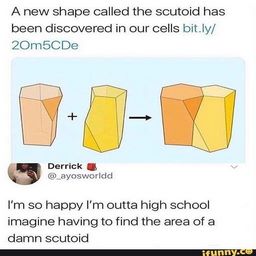 A new shape called the scutoid has
been discovered in our cells bit.ly/
2Om5CDe
+
Derrick
@_ayosworldd
I'm so happy I'm outta high school
imagine having to find the area of a
damn scutoid
ifunny.co